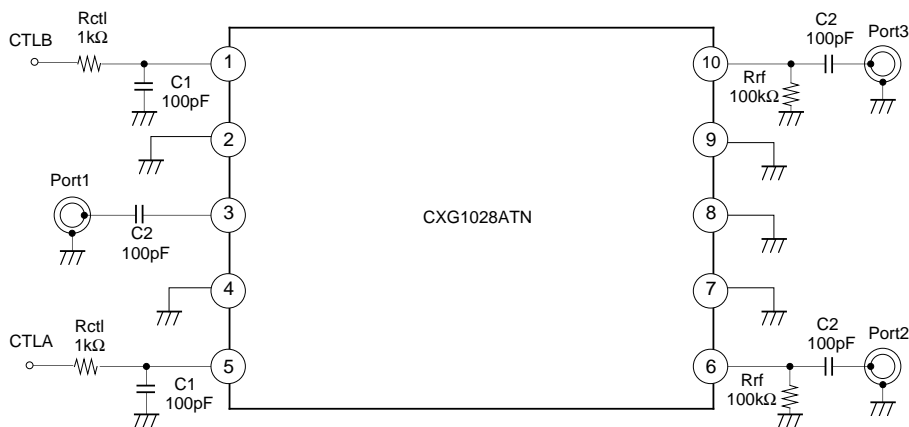 CTLB
Rctl
1kΩ
C1
100pF
1
2
Port1
C2
100pF
3
4
CTLA
Rctl
1kΩ
C1
100pF
5
CXG1028ATN
10
Rrf
100kΩ
C2
100pF
Port3
9
8
7
6
Rrf
100kΩ
C2
100pF
Port2